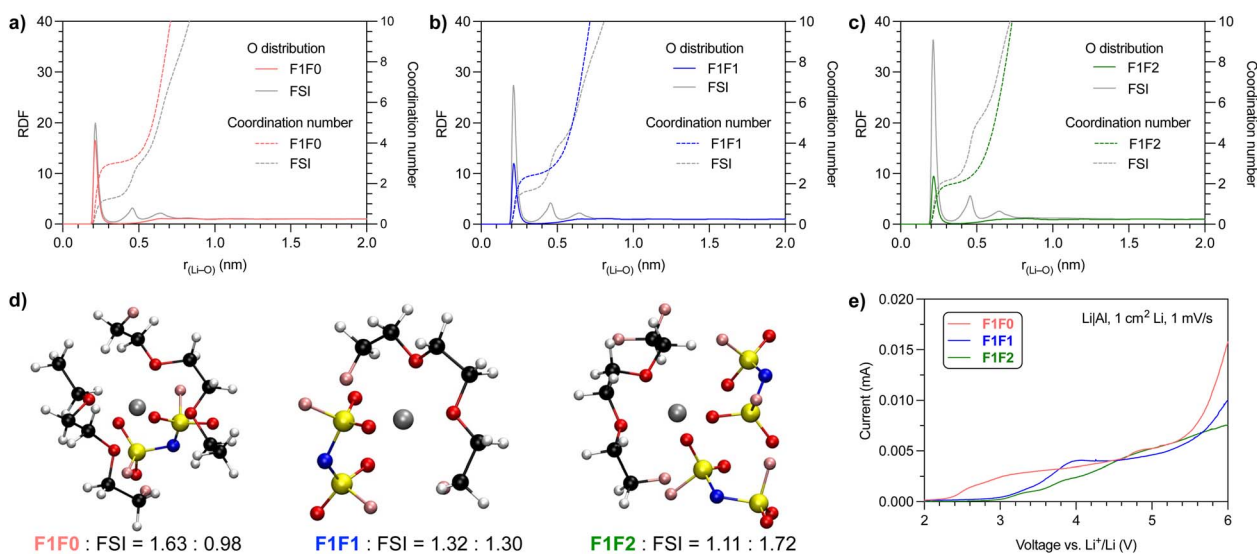 a)
40
30
20
10
0
RDF
0.0 0.5 1.0 1.5 2.0
r(Li–O) (nm)
10
8
6
4
2
0
Coordination number
O distribution
F1F0
FSI
Coordination number
F1F0
FSI
b)
40
30
20
10
0
RDF
0.0 0.5 1.0 1.5 2.0
r(Li–O) (nm)
10
8
6
4
2
0
Coordination number
O distribution
F1F1
FSI
Coordination number
F1F1
FSI
c)
40
30
20
10
0
RDF
0.0 0.5 1.0 1.5 2.0
r(Li–O) (nm)
10
8
6
4
2
0
Coordination number
O distribution
F1F2
FSI
Coordination number
F1F2
FSI
d)
F1F0 : FSI = 1.63 : 0.98
F1F1 : FSI = 1.32 : 1.30
F1F2 : FSI = 1.11 : 1.72
e)
0.020
0.015
0.010
0.005
0.000
Current (mA)
F1F0
F1F1
F1F2
Li|Al, 1 cm² Li, 1 mV/s
2 3 4 5 6
Voltage vs. Li⁺/Li (V)